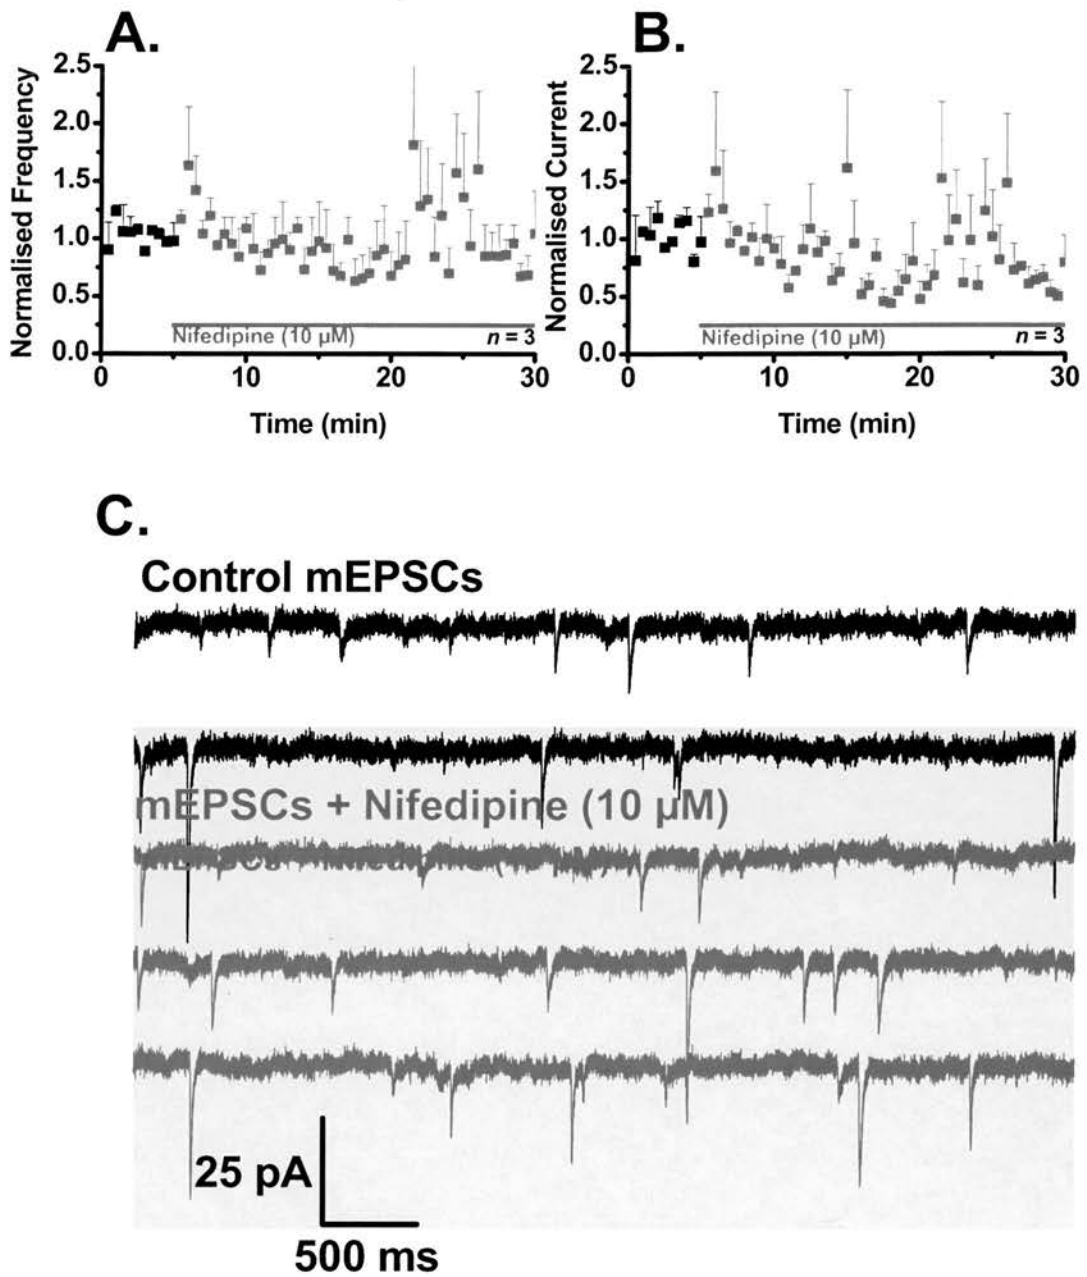 A.
B.
Normalised Frequency
2.5
2.0
1.5
1.0
0.5
0.0
Nifedipine (10 µM)
n = 3
0
10
20
30
Time (min)
Normalised Current
2.5
2.0
1.5
1.0
0.5
0.0
Nifedipine (10 µM)
n = 3
0
10
20
30
Time (min)
C.
Control mEPSCs
mEPSCs + Nifedipine (10 µM)
25 pA
500 ms